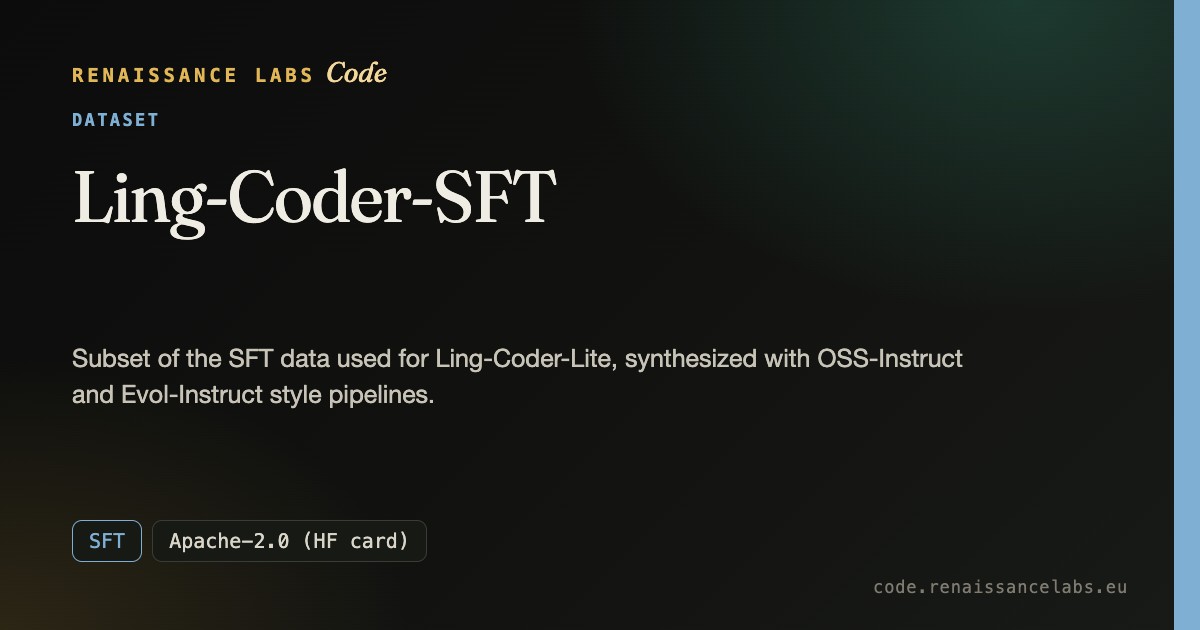 RENAISSANCE LABS Code
DATASET
Ling-Coder-SFT
Subset of the SFT data used for Ling-Coder-Lite, synthesized with OSS-Instruct
and Evol-Instruct style pipelines.
SFT
Apache-2.0 (HF card)
code.renaissancelabs.eu